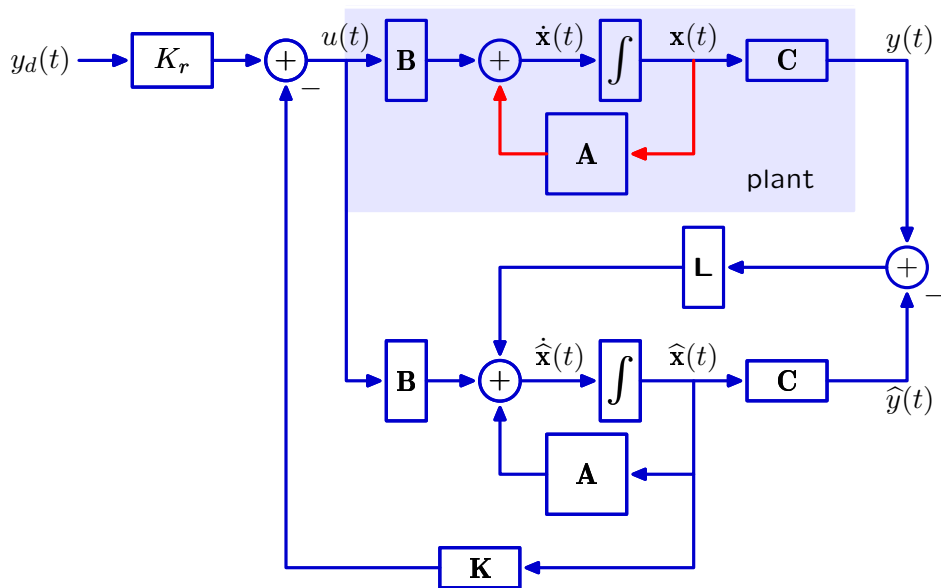 y_d(t) K_r + − u(t) B + ẋ(t) ∫ x(t) C y(t)
A
plant
L + −
B + x̂̇(t) ∫ x̂(t) C ŷ(t)
A
K